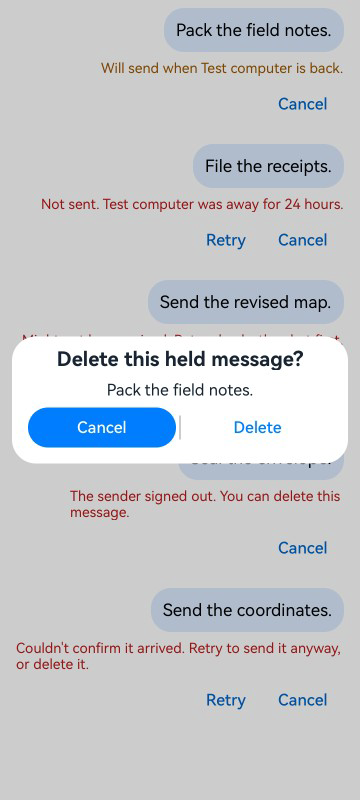 Pack the field notes.
Will send when Test computer is back.
Cancel
File the receipts.
Not sent. Test computer was away for 24 hours.
Retry Cancel
Send the revised map.
Delete this held message?
Pack the field notes.
Cancel Delete
The sender signed out. You can delete this
message.
Cancel
Send the coordinates.
Couldn't confirm it arrived. Retry to send it anyway,
or delete it.
Retry Cancel